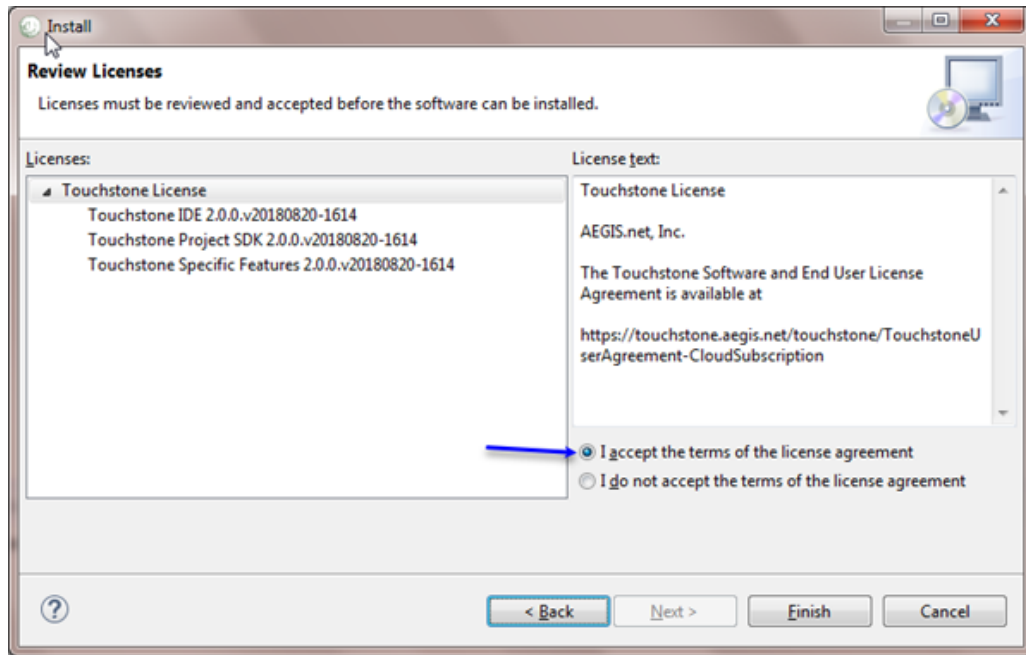 Install
Review Licenses
Licenses must be reviewed and accepted before the software can be installed.
Licenses:
Touchstone License
Touchstone IDE 2.0.0.v20180820-1614
Touchstone Project SDK 2.0.0.v20180820-1614
Touchstone Specific Features 2.0.0.v20180820-1614
License text:
Touchstone License
AEGIS.net, Inc.
The Touchstone Software and End User License
Agreement is available at
https://touchstone.aegis.net/touchstone/TouchstoneU
serAgreement-CloudSubscription
I accept the terms of the license agreement
I do not accept the terms of the license agreement
?
< Back
Next >
Finish
Cancel